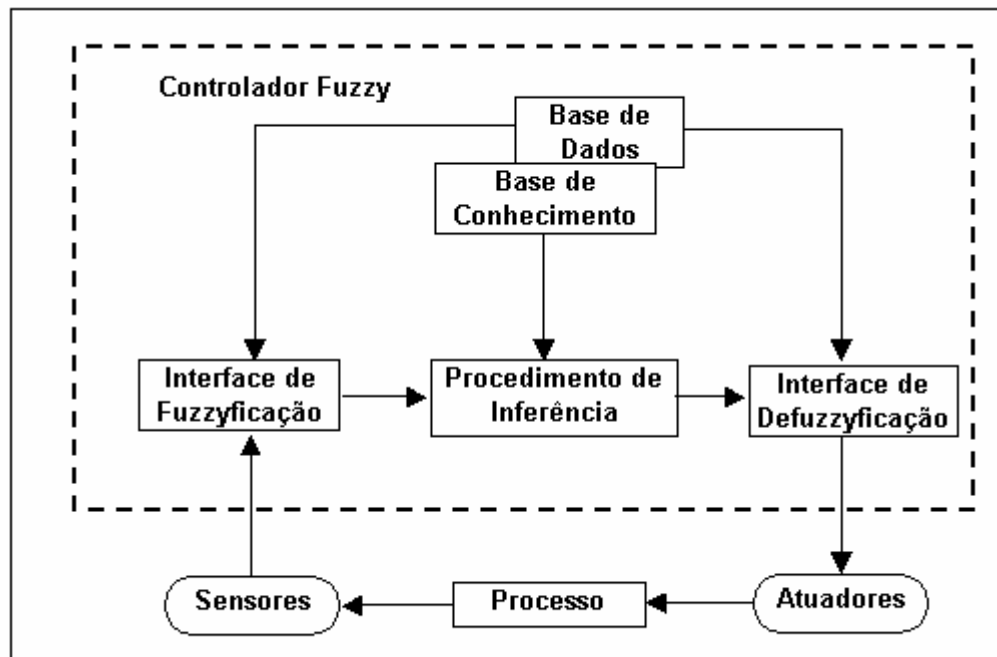 Controlador Fuzzy
Base de
Dados
Base de
Conhecimento
Interface de
Fuzzyficação
Procedimento de
Inferência
Interface de
Defuzzyficação
Sensores
Processo
Atuadores